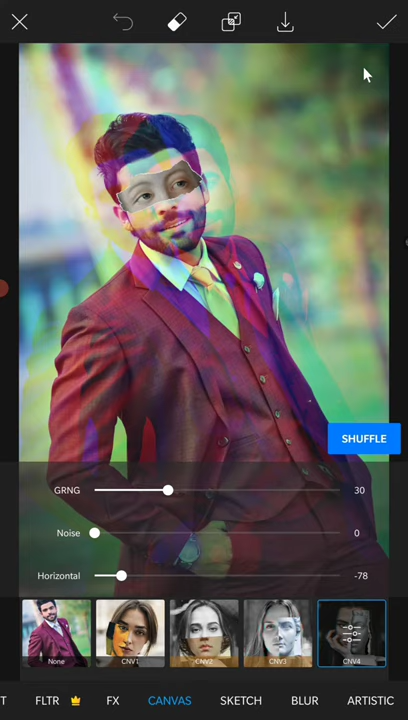 SHUFFLE
GRNG 30
Noise 0
Horizontal -78
None CNV1 CNV2 CNV3 CNV4
T FLTR FX CANVAS SKETCH BLUR ARTISTIC